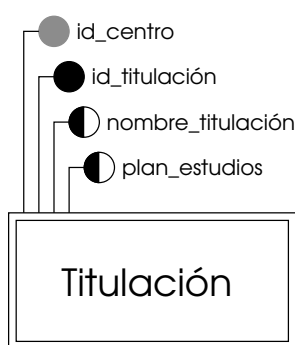 id_centro
id_titulación
nombre_titulación
plan_estudios
Titulación